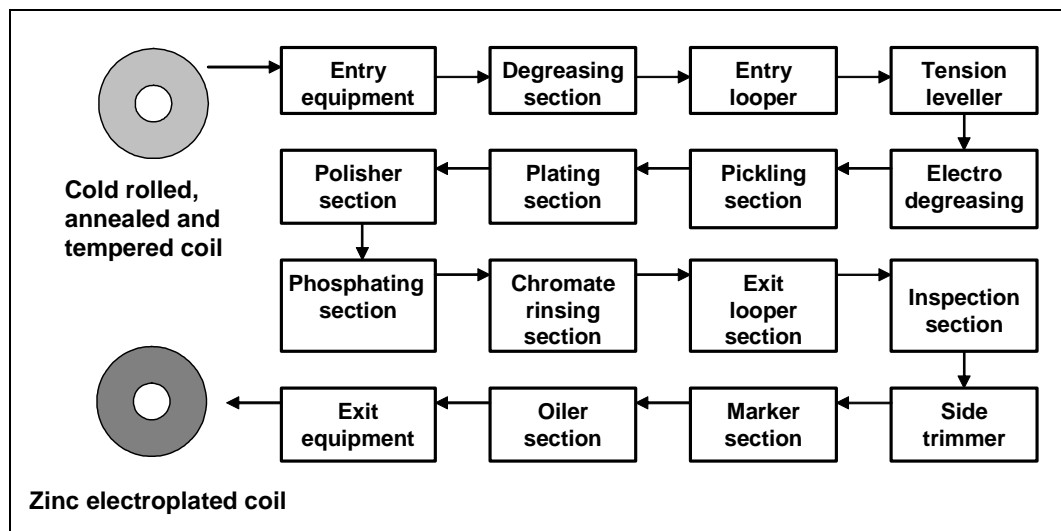 Cold rolled,
annealed and
tempered coil
Entry
equipment
Degreasing
section
Entry
looper
Tension
leveller
Electro
degreasing
Pickling
section
Plating
section
Polisher
section
Phosphating
section
Chromate
rinsing
section
Exit
looper
section
Inspection
section
Side
trimmer
Marker
section
Oiler
section
Exit
equipment
Zinc electroplated coil